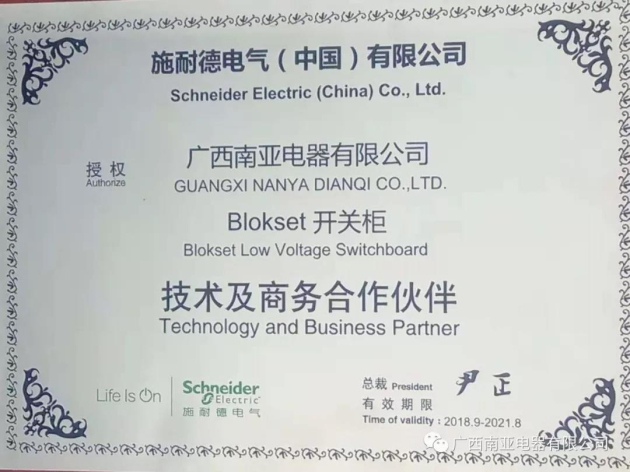 施耐德电气（中国）有限公司
Schneider Electric (China) Co., Ltd.
授权
Authorize
广西南亚电器有限公司
GUANGXI NANYA DIANQI CO.,LTD.
Blokset 开关柜
Blokset Low Voltage Switchboard
技术及商务合作伙伴
Technology and Business Partner
Life Is On
Schneider
Electric
施耐德电气
总裁 President 尹正
有效期限
Time of validity : 2018.9-2021.8
广西南亚电器有限公司